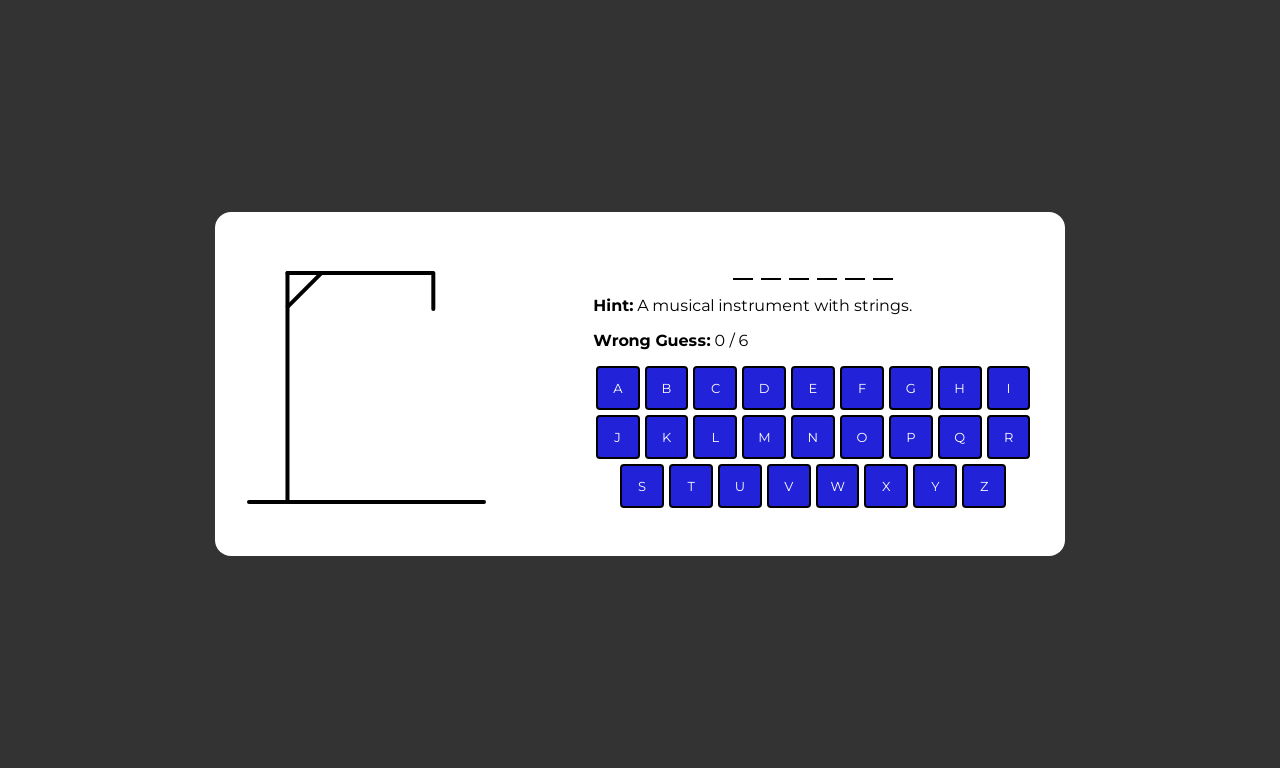 _ _ _ _ _ _
Hint: A musical instrument with strings.
Wrong Guess: 0 / 6
A B C D E F G H I
J K L M N O P Q R
S T U V W X Y Z